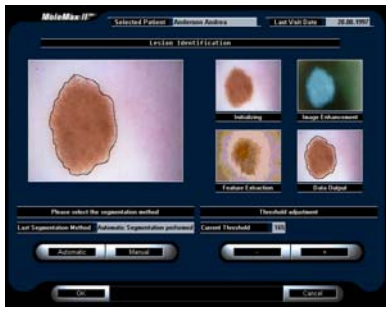 MoleMax II™
Selected Patient Anderson Andrea Last Visit Date 28.08.1997
Lesion Identification
Initializing Image Enhancement
Feature Extraction Data Output
Please select the segmentation method Threshold adjustment
Last Segmentation Method Automatic Segmentation performed Current Threshold
Automatic Manual - +
OK Cancel